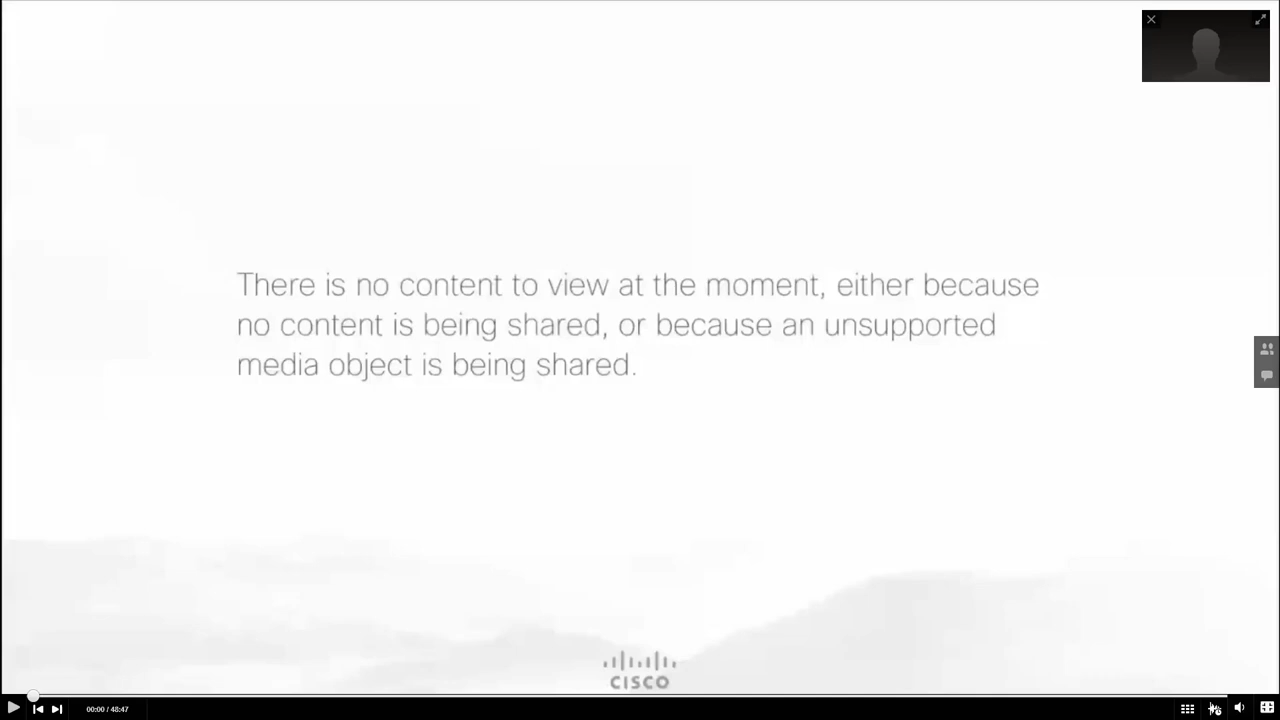 There is no content to view at the moment, either because
no content is being shared, or because an unsupported
media object is being shared.
CISCO
00:00 / 48:47